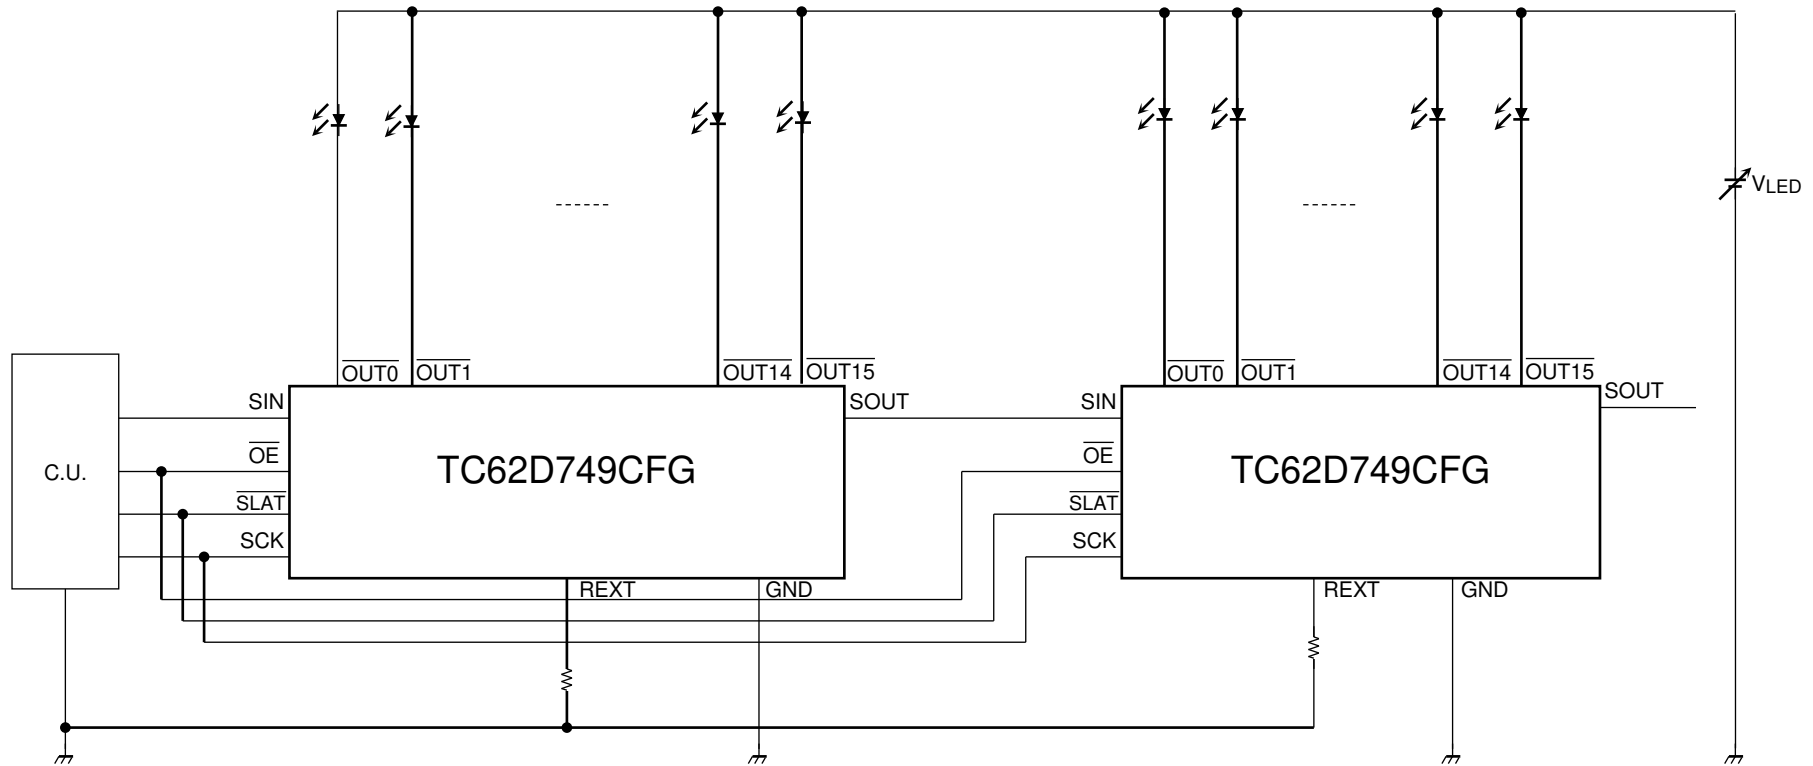 VLED
OUT0 OUT1 OUT14 OUT15 OUT0 OUT1 OUT14 OUT15
SIN SOUT SIN SOUT
OE OE
C.U. TC62D749CFG TC62D749CFG
SLAT SLAT
SCK SCK
REXT GND REXT GND